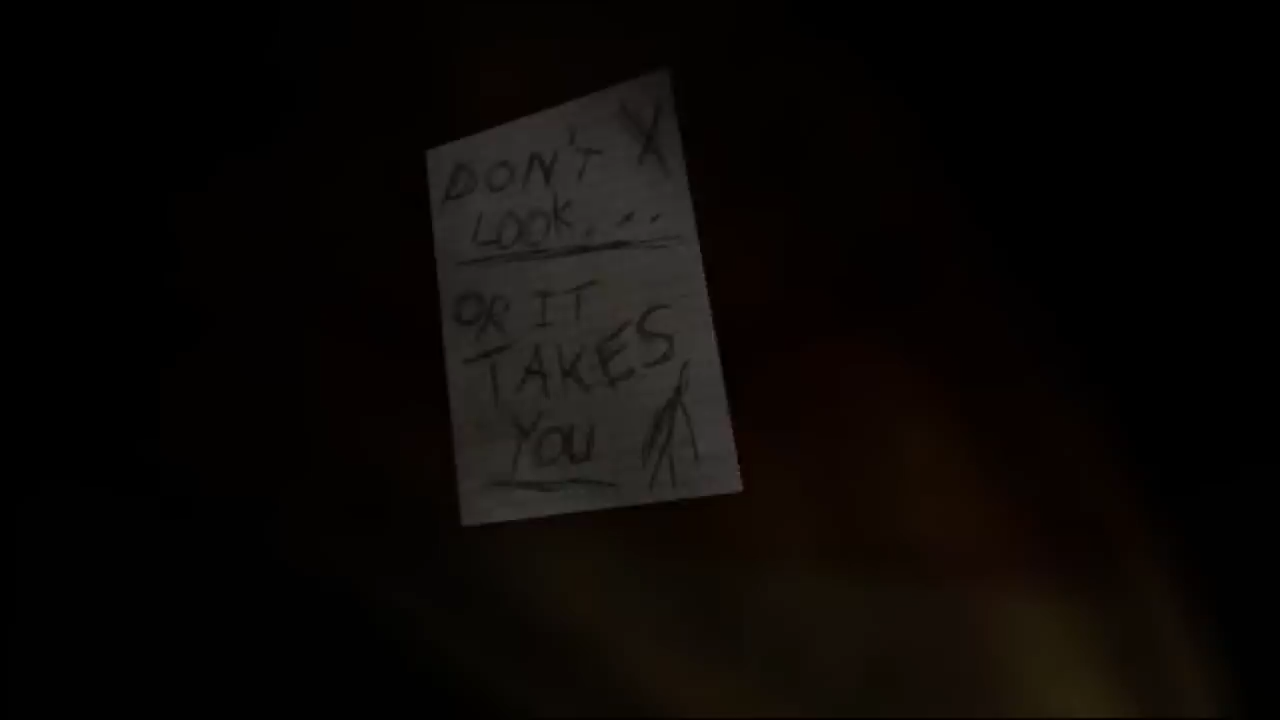 DON'T X
LOOK...
OR IT
TAKES
YOU